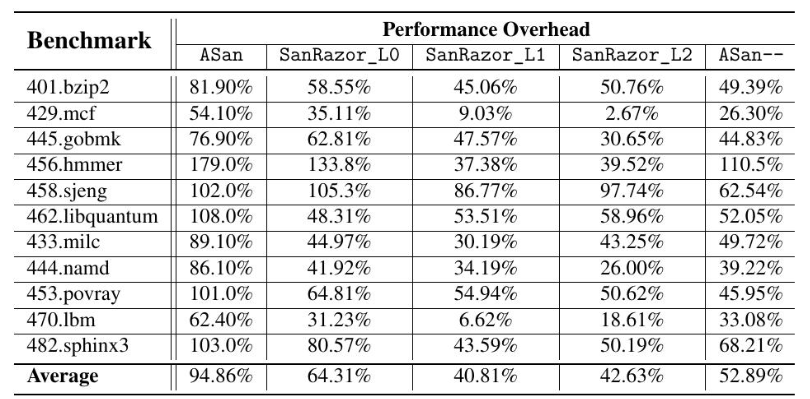 Benchmark Performance Overhead
ASan SanRazor_L0 SanRazor_L1 SanRazor_L2 ASan--
401.bzip2 81.90% 58.55% 45.06% 50.76% 49.39%
429.mcf 54.10% 35.11% 9.03% 2.67% 26.30%
445.gobmk 76.90% 62.81% 47.57% 30.65% 44.83%
456.hmmer 179.0% 133.8% 37.38% 39.52% 110.5%
458.sjeng 102.0% 105.3% 86.77% 97.74% 62.54%
462.libquantum 108.0% 48.31% 53.51% 58.96% 52.05%
433.milc 89.10% 44.97% 30.19% 43.25% 49.72%
444.namd 86.10% 41.92% 34.19% 26.00% 39.22%
453.povray 101.0% 64.81% 54.94% 50.62% 45.95%
470.lbm 62.40% 31.23% 6.62% 18.61% 33.08%
482.sphinx3 103.0% 80.57% 43.59% 50.19% 68.21%
Average 94.86% 64.31% 40.81% 42.63% 52.89%